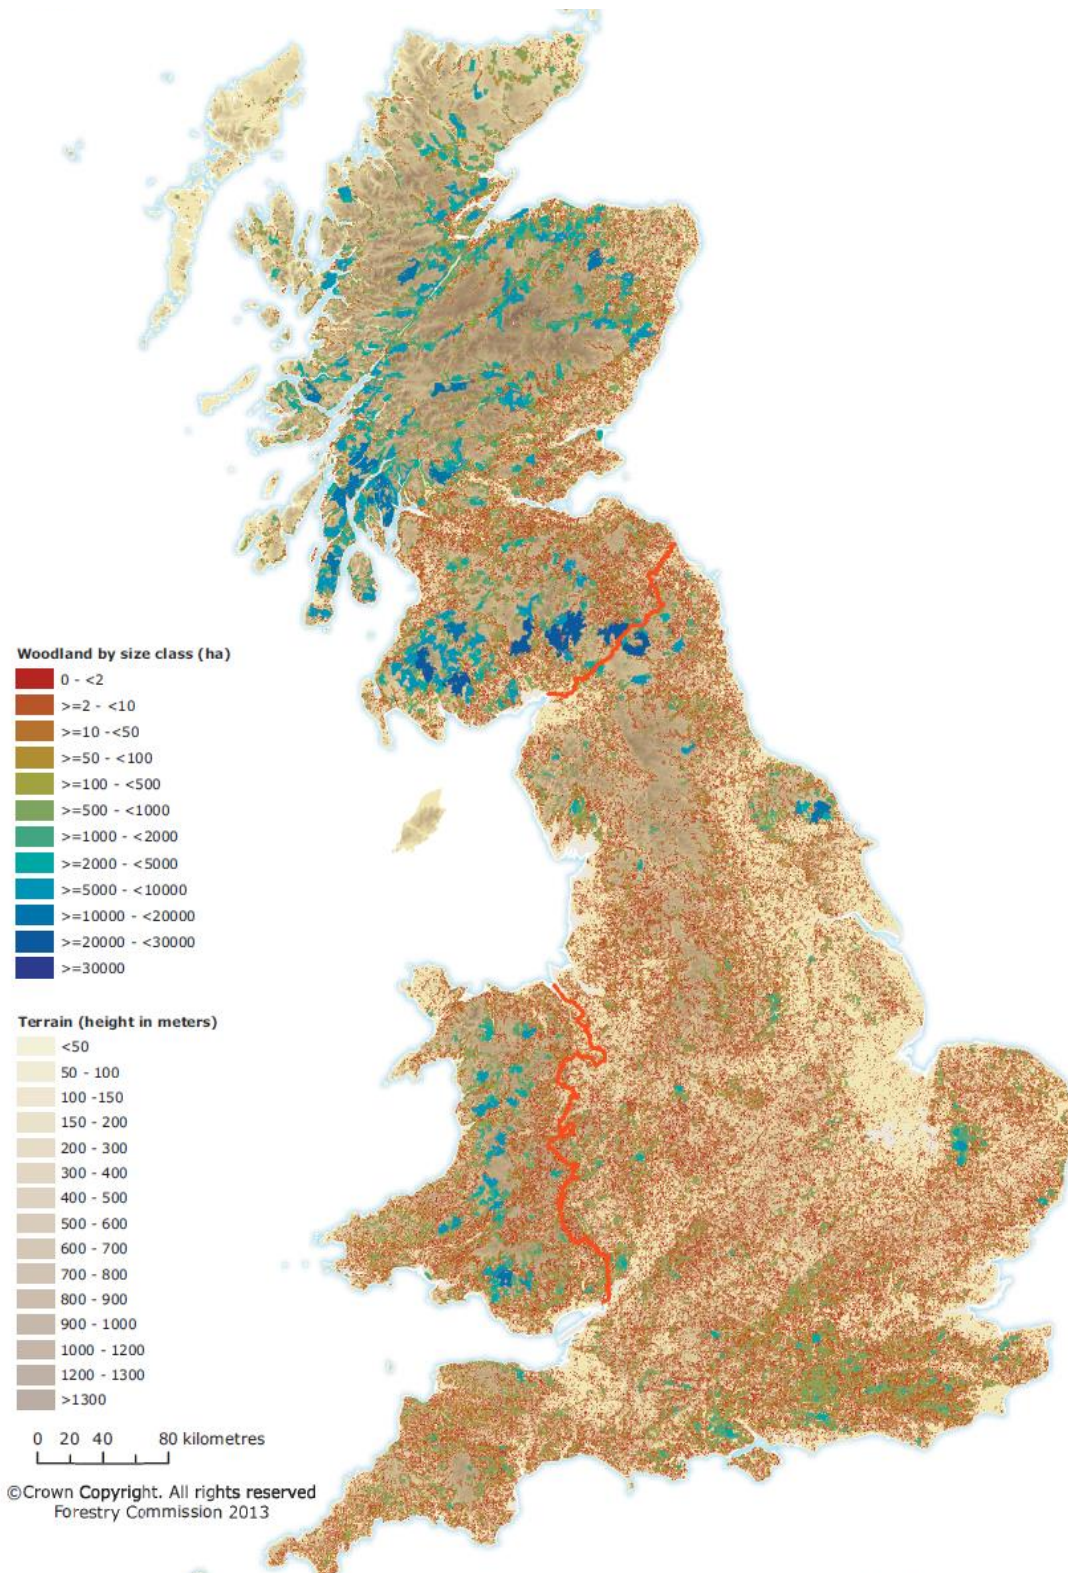 Woodland by size class (ha)
0 - <2
>=2 - <10
>=10 -<50
>=50 - <100
>=100 - <500
>=500 - <1000
>=1000 - <2000
>=2000 - <5000
>=5000 - <10000
>=10000 - <20000
>=20000 - <30000
>=30000
Terrain (height in meters)
<50
50 - 100
100 -150
150 - 200
200 - 300
300 - 400
400 - 500
500 - 600
600 - 700
700 - 800
800 - 900
900 - 1000
1000 - 1200
1200 - 1300
>1300
0 20 40 80 kilometres
©Crown Copyright. All rights reserved
Forestry Commission 2013